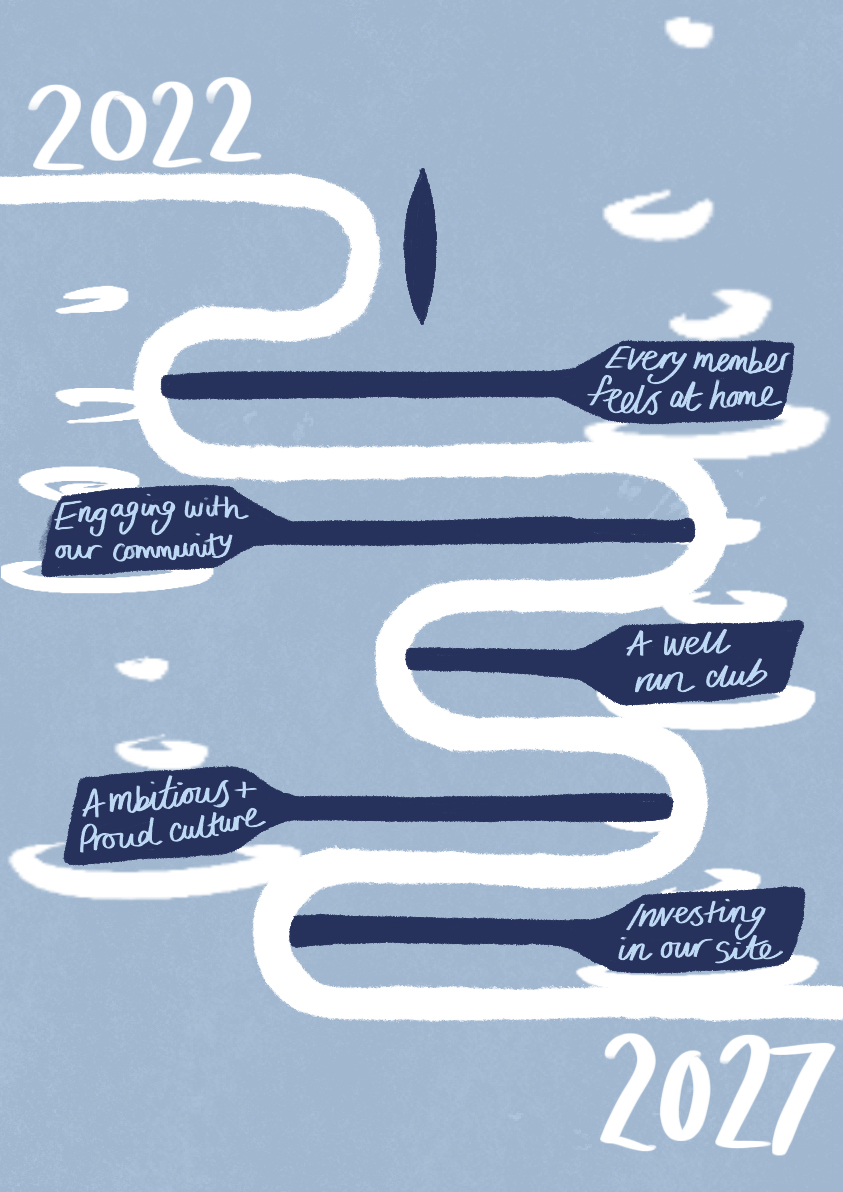 2022
Every member
feels at home
Engaging with
our community
A well
run club
Ambitious +
Proud culture
Investing
in our site
2027